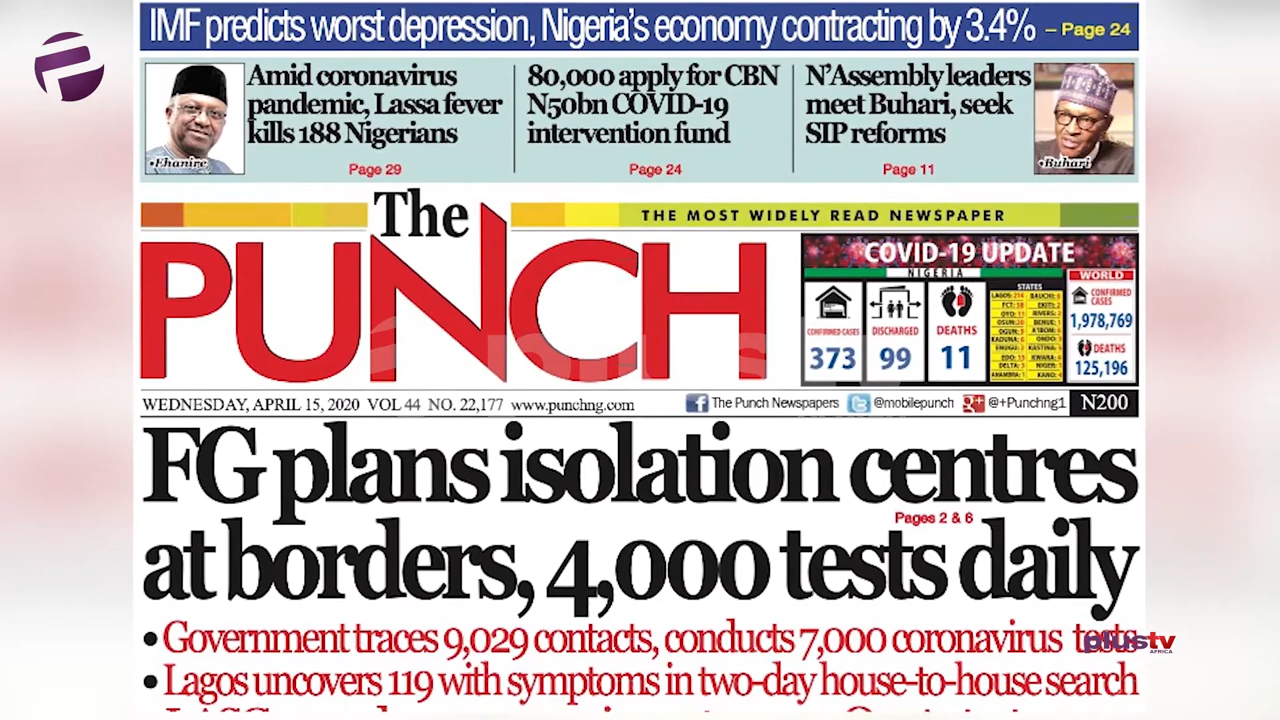 IMF predicts worst depression, Nigeria's economy contracting by 3.4% – Page 24
Amid coronavirus
pandemic, Lassa fever
kills 188 Nigerians
Page 29
•Ehanire
80,000 apply for CBN
N50bn COVID-19
intervention fund
Page 24
N'Assembly leaders
meet Buhari, seek
SIP reforms
Page 11
•Buhari
The
PUNCH
THE MOST WIDELY READ NEWSPAPER
COVID-19 UPDATE
NIGERIA
CONFIRMED CASES
373
DISCHARGED
99
DEATHS
11
STATES
LAGOS: 214
FCT: 58
WORLD
CONFIRMED
CASES
1,978,769
DEATHS
125,196
WEDNESDAY, APRIL 15, 2020 VOL 44 NO. 22,177 www.punchng.com
The Punch Newspapers @mobilepunch @+Punchng1 N200
FG plans isolation centres
Pages 2 & 6
at borders, 4,000 tests daily
• Government traces 9,029 contacts, conducts 7,000 coronavirus tests
• Lagos uncovers 119 with symptoms in two-day house-to-house search
plustv
AFRICA